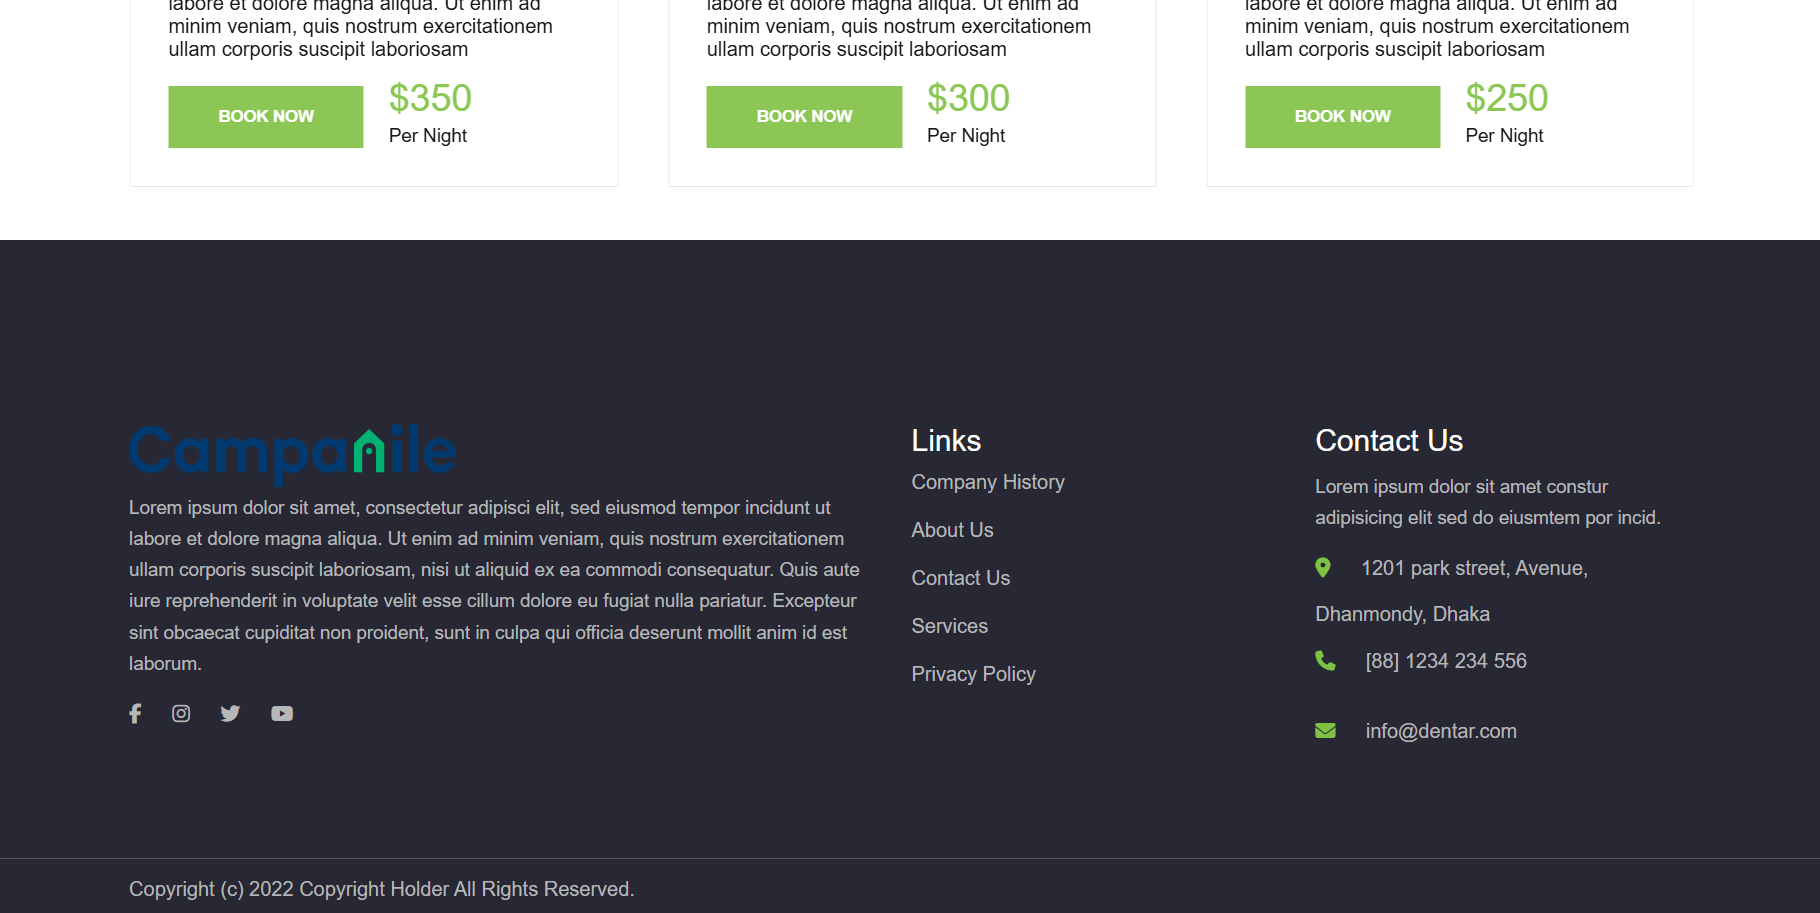 labore et dolore magna aliqua. Ut enim ad
minim veniam, quis nostrum exercitationem
ullam corporis suscipit laboriosam
BOOK NOW
$350
Per Night
labore et dolore magna aliqua. Ut enim ad
minim veniam, quis nostrum exercitationem
ullam corporis suscipit laboriosam
BOOK NOW
$300
Per Night
labore et dolore magna aliqua. Ut enim ad
minim veniam, quis nostrum exercitationem
ullam corporis suscipit laboriosam
BOOK NOW
$250
Per Night
Campanile
Lorem ipsum dolor sit amet, consectetur adipisci elit, sed eiusmod tempor incidunt ut
labore et dolore magna aliqua. Ut enim ad minim veniam, quis nostrum exercitationem
ullam corporis suscipit laboriosam, nisi ut aliquid ex ea commodi consequatur. Quis aute
iure reprehenderit in voluptate velit esse cillum dolore eu fugiat nulla pariatur. Excepteur
sint obcaecat cupiditat non proident, sunt in culpa qui officia deserunt mollit anim id est
laborum.
Links
Company History
About Us
Contact Us
Services
Privacy Policy
Contact Us
Lorem ipsum dolor sit amet constur
adipisicing elit sed do eiusmtem por incid.
1201 park street, Avenue,
Dhanmondy, Dhaka
[88] 1234 234 556
info@dentar.com
Copyright (c) 2022 Copyright Holder All Rights Reserved.